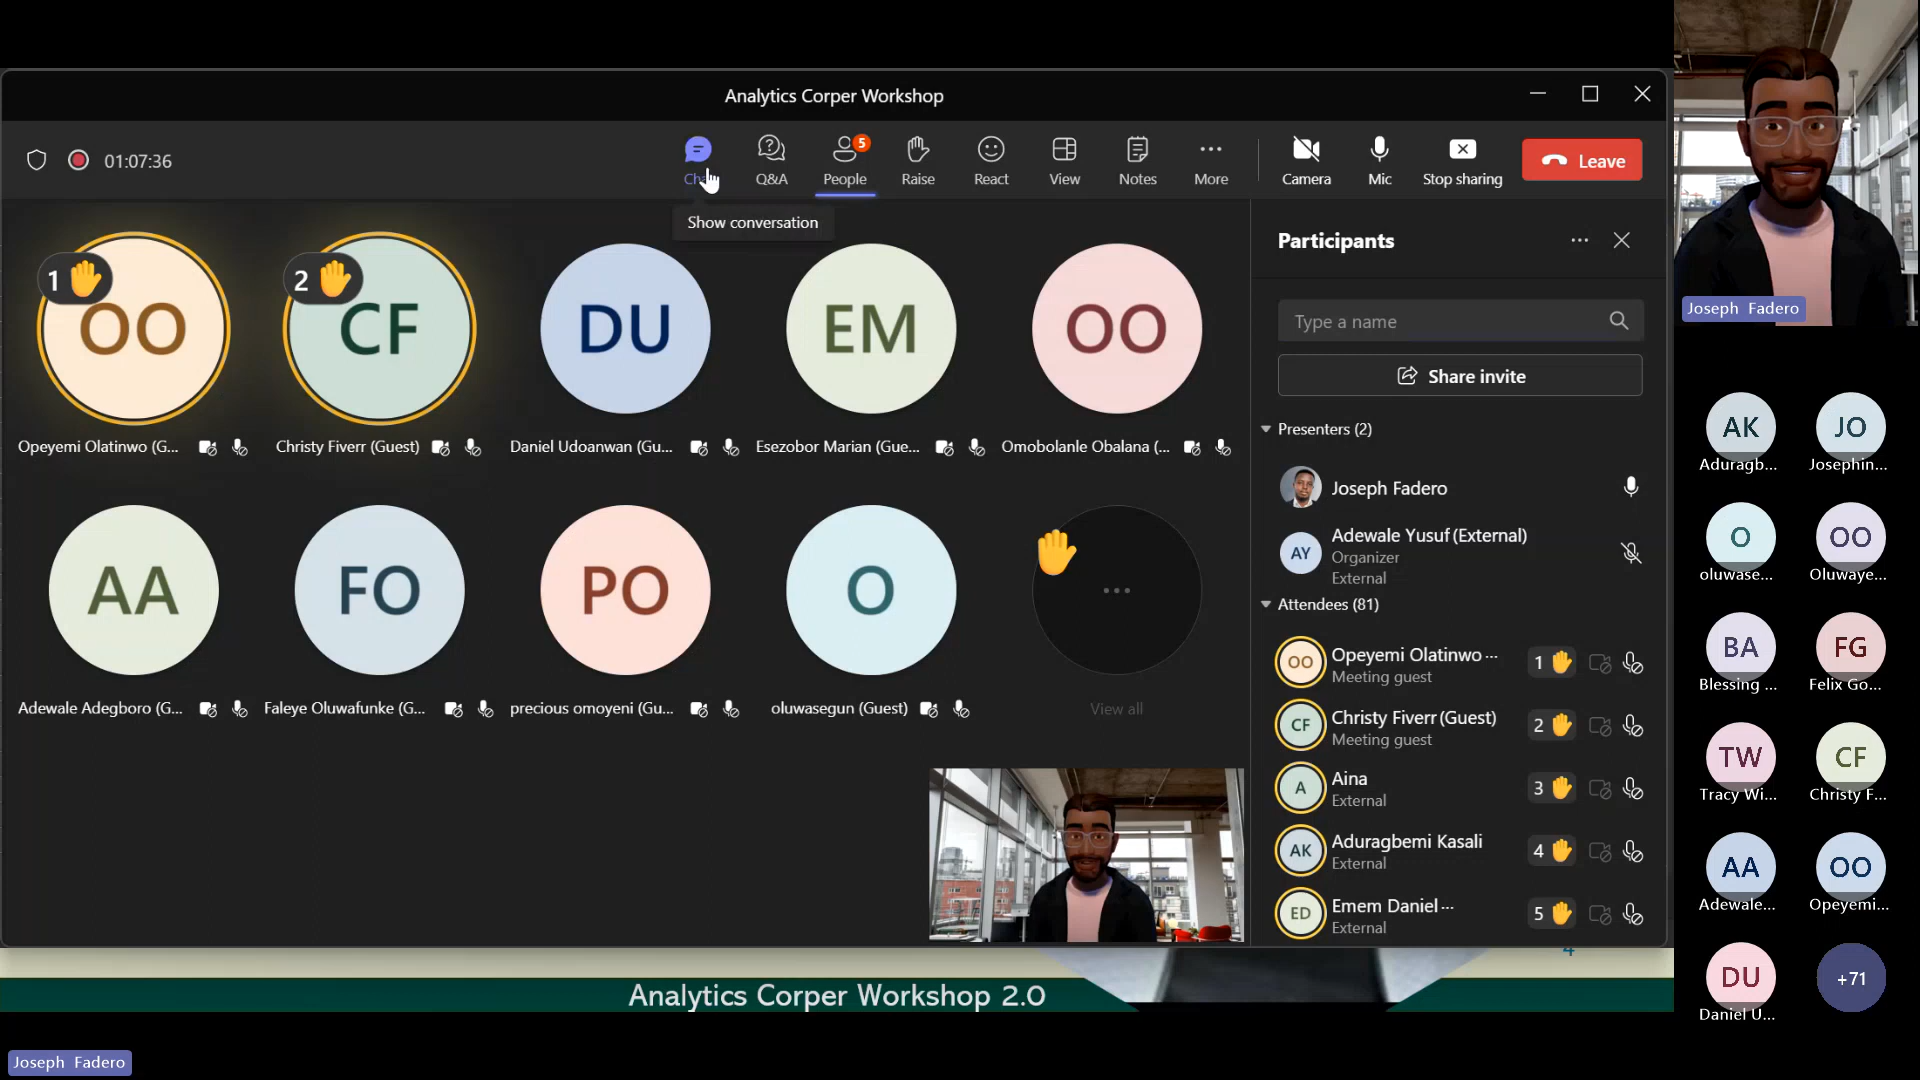 Analytics Corper Workshop
01:07:36
Q&A
People
5
Raise
React
View
Notes
More
Camera
Mic
Stop sharing
Leave
Show conversation
1
OO
2
CF
DU
EM
OO
Opeyemi Olatinwo (G...
Christy Fiverr (Guest)
Daniel Udoanwan (Gu...
Esezobor Marian (Gue...
Omobolanle Obalana (...
AA
FO
PO
O
...
Adewale Adegboro (G...
Faleye Oluwafunke (G...
precious omoyeni (Gu...
oluwasegun (Guest)
View all
Participants
Type a name
Share invite
Presenters (2)
Joseph Fadero
AY
Adewale Yusuf (External)
Organizer
External
Attendees (81)
OO
Opeyemi Olatinwo ...
Meeting guest
1
CF
Christy Fiverr (Guest)
Meeting guest
2
A
Aina
External
3
AK
Aduragbemi Kasali
External
4
ED
Emem Daniel ...
External
5
Joseph Fadero
AK
Aduragb...
JO
Josephin...
O
oluwase...
OO
Oluwaye...
BA
Blessing ...
FG
Felix Go...
TW
Tracy Wi...
CF
Christy F...
AA
Adewale...
OO
Opeyemi...
DU
Daniel U...
+71
4
Analytics Corper Workshop 2.0
Joseph Fadero